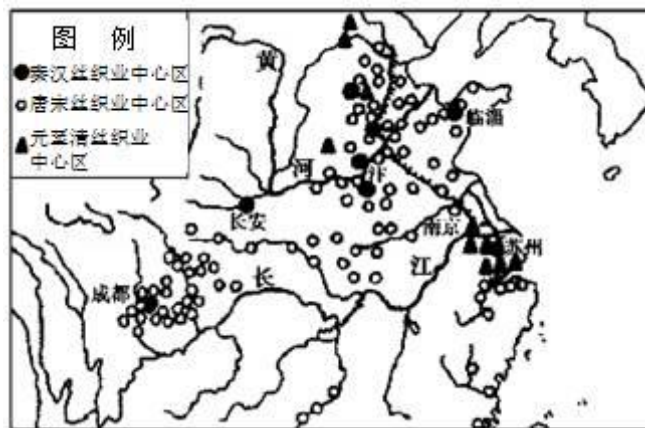 图 例
秦汉丝织业中心区
唐宋丝织业中心区
元至清丝织业
中心区
黄
河
临淄
汴
长安
南京
苏州
成都
长
江